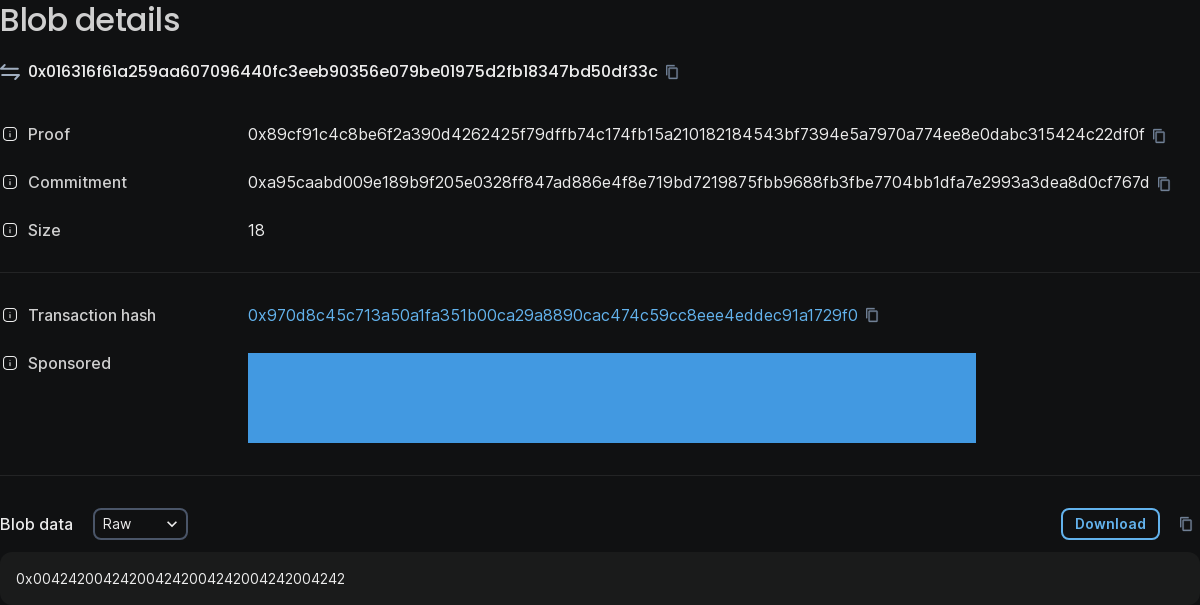 Blob details
0x016316f61a259aa607096440fc3eeb90356e079be01975d2fb18347bd50df33c
Proof 0x89cf91c4c8be6f2a390d4262425f79dffb74c174fb15a210182184543bf7394e5a7970a774ee8e0dabc315424c22df0f
Commitment 0xa95caabd009e189b9f205e0328ff847ad886e4f8e719bd7219875fbb9688fb3fbe7704bb1dfa7e2993a3dea8d0cf767d
Size 18
Transaction hash 0x970d8c45c713a50a1fa351b00ca29a8890cac474c59cc8eee4eddec91a1729f0
Sponsored
Blob data Raw Download
0x004242004242004242004242004242004242